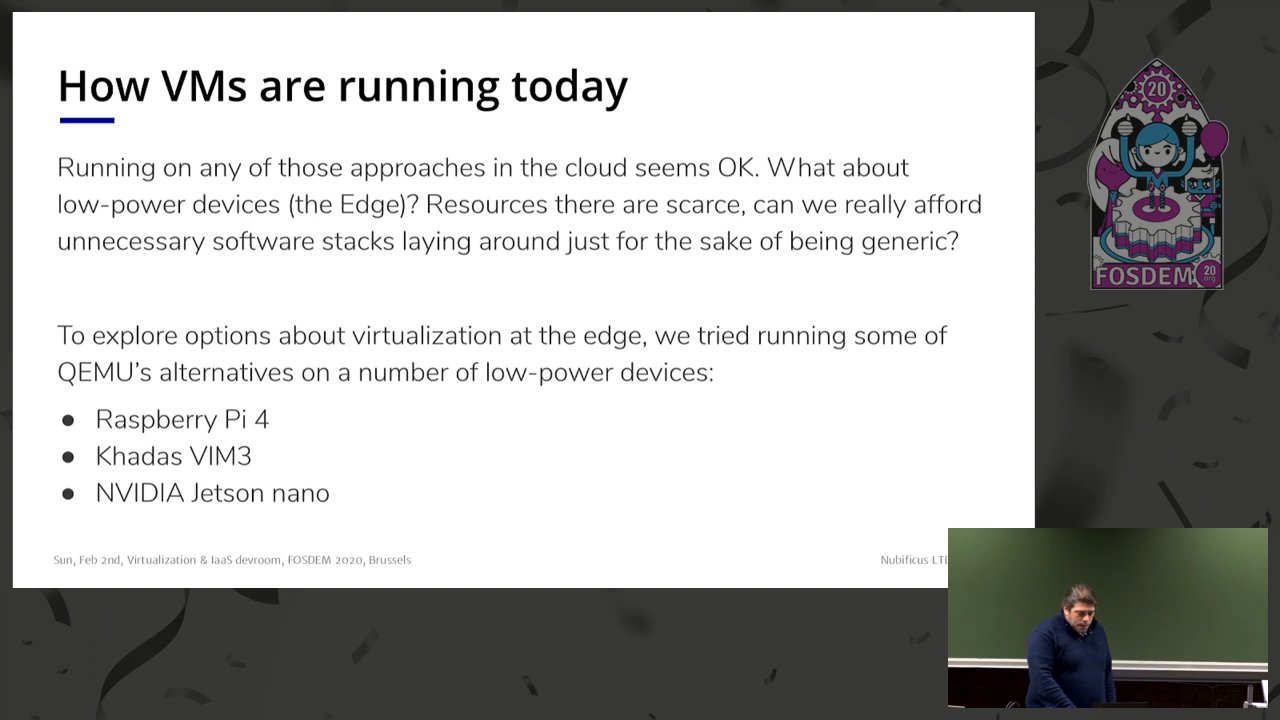 How VMs are running today
Running on any of those approaches in the cloud seems OK. What about
low-power devices (the Edge)? Resources there are scarce, can we really afford
unnecessary software stacks laying around just for the sake of being generic?
To explore options about virtualization at the edge, we tried running some of
QEMU's alternatives on a number of low-power devices:
● Raspberry Pi 4
● Khadas VIM3
● NVIDIA Jetson nano
Sun, Feb 2nd, Virtualization & IaaS devroom, FOSDEM 2020, Brussels
Nubificus
20
FOSDEM
20
.org